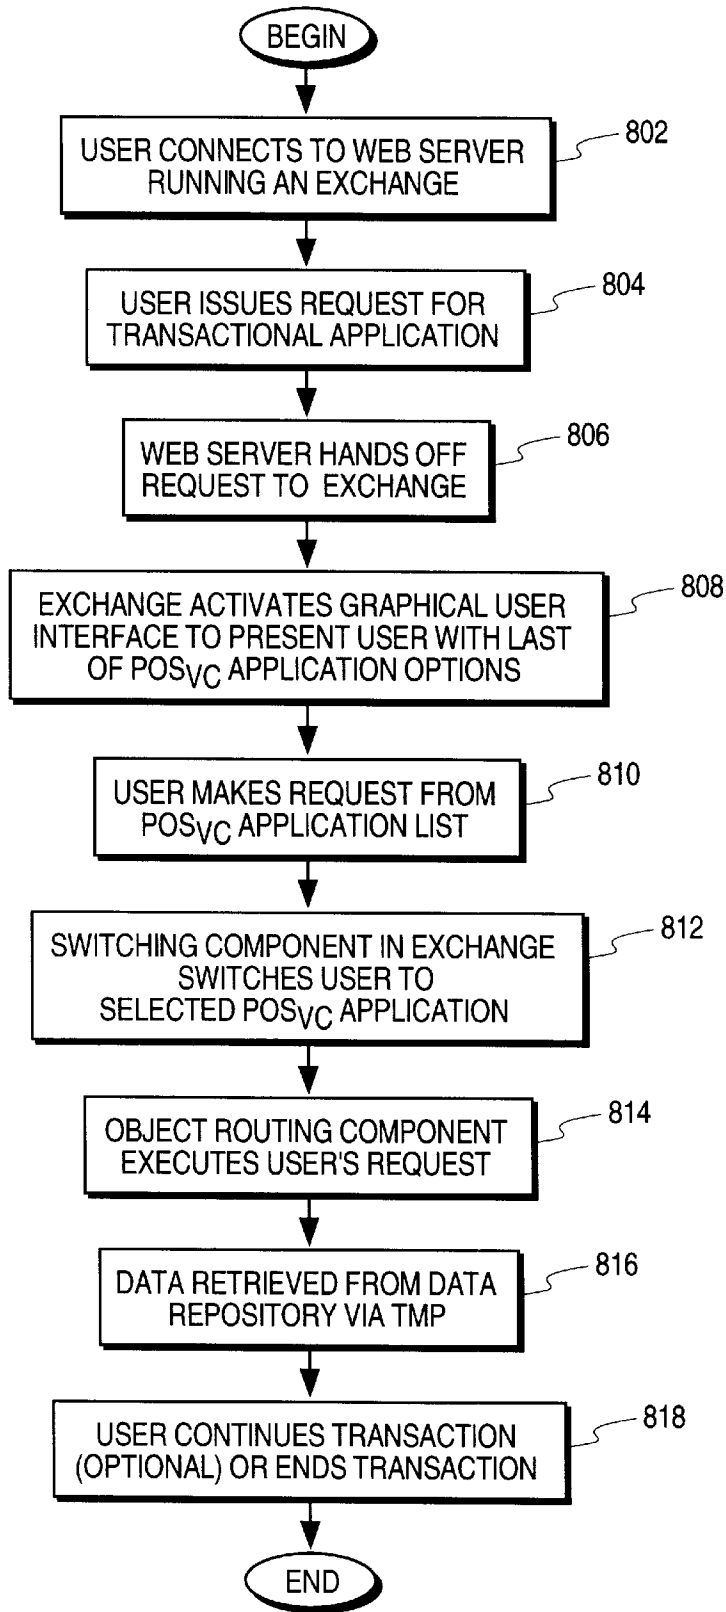 BEGIN
USER CONNECTS TO WEB SERVER
RUNNING AN EXCHANGE
802
USER ISSUES REQUEST FOR
TRANSACTIONAL APPLICATION
804
WEB SERVER HANDS OFF
REQUEST TO EXCHANGE
806
EXCHANGE ACTIVATES GRAPHICAL USER
INTERFACE TO PRESENT USER WITH LAST
OF POSVC APPLICATION OPTIONS
808
USER MAKES REQUEST FROM
POSVC APPLICATION LIST
810
SWITCHING COMPONENT IN EXCHANGE
SWITCHES USER TO
SELECTED POSVC APPLICATION
812
OBJECT ROUTING COMPONENT
EXECUTES USER'S REQUEST
814
DATA RETRIEVED FROM DATA
REPOSITORY VIA TMP
816
USER CONTINUES TRANSACTION
(OPTIONAL) OR ENDS TRANSACTION
818
END